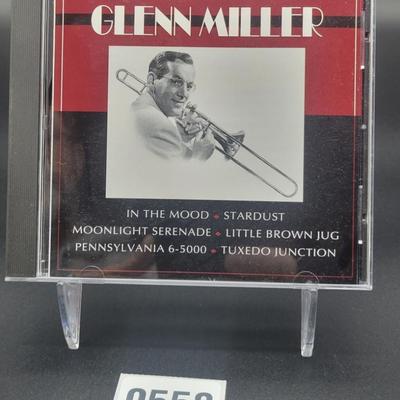 GLENN MILLER
IN THE MOOD ◆ STARDUST
MOONLIGHT SERENADE ◆ LITTLE BROWN JUG
PENNSYLVANIA 6-5000 ◆ TUXEDO JUNCTION